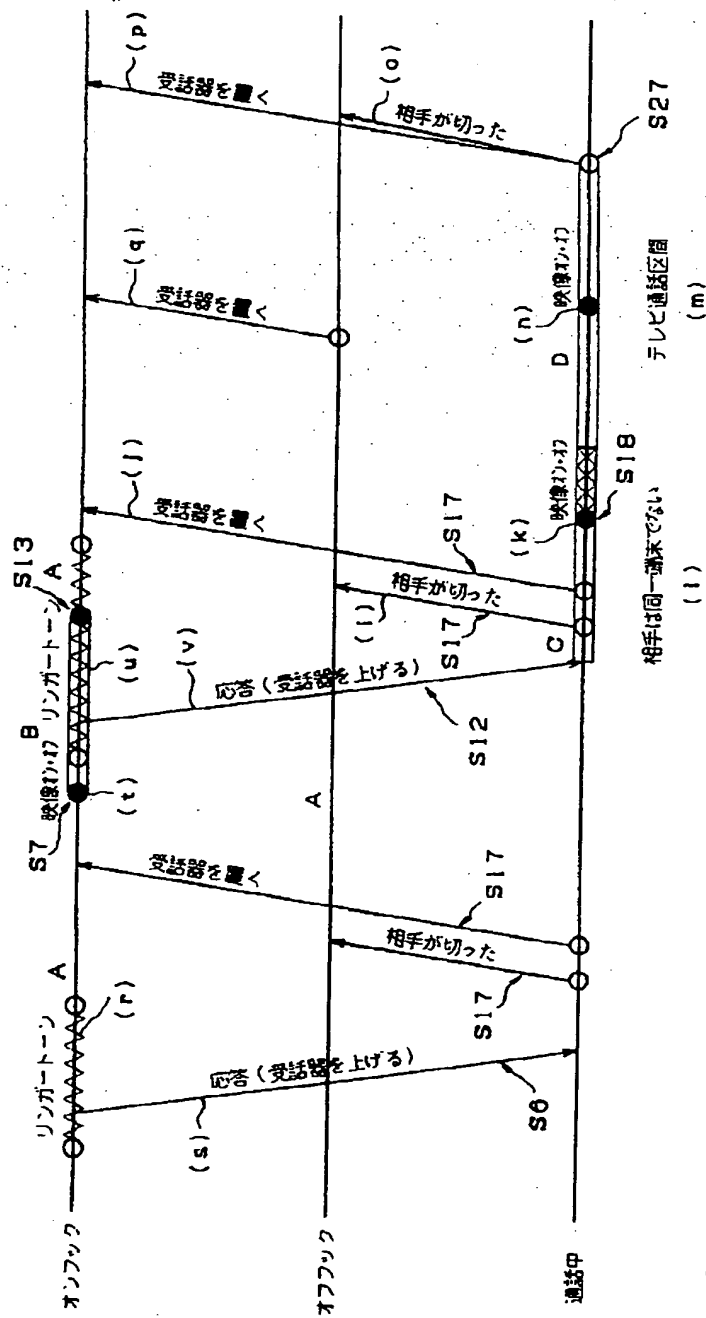 オンフック
リンガートーン
A
(r)
(s)
応答(受話器を上げる)
S6
相手が切った
S17
受話器を置く
S17
S7
映像オン・オフ
(t)
B
リンガートーン
(u)
S13
A
(v)
応答(受話器を上げる)
S12
オフフック
A
C
相手が切った
(i)
S17
受話器を置く
(j)
S17
(k)
映像オン・オフ
S18
相手は同一端末でない
(l)
D
(n)
映像オン・オフ
テレビ通話区間
(m)
受話器を置く
(q)
相手が切った
(o)
受話器を置く
(p)
S27
通話中